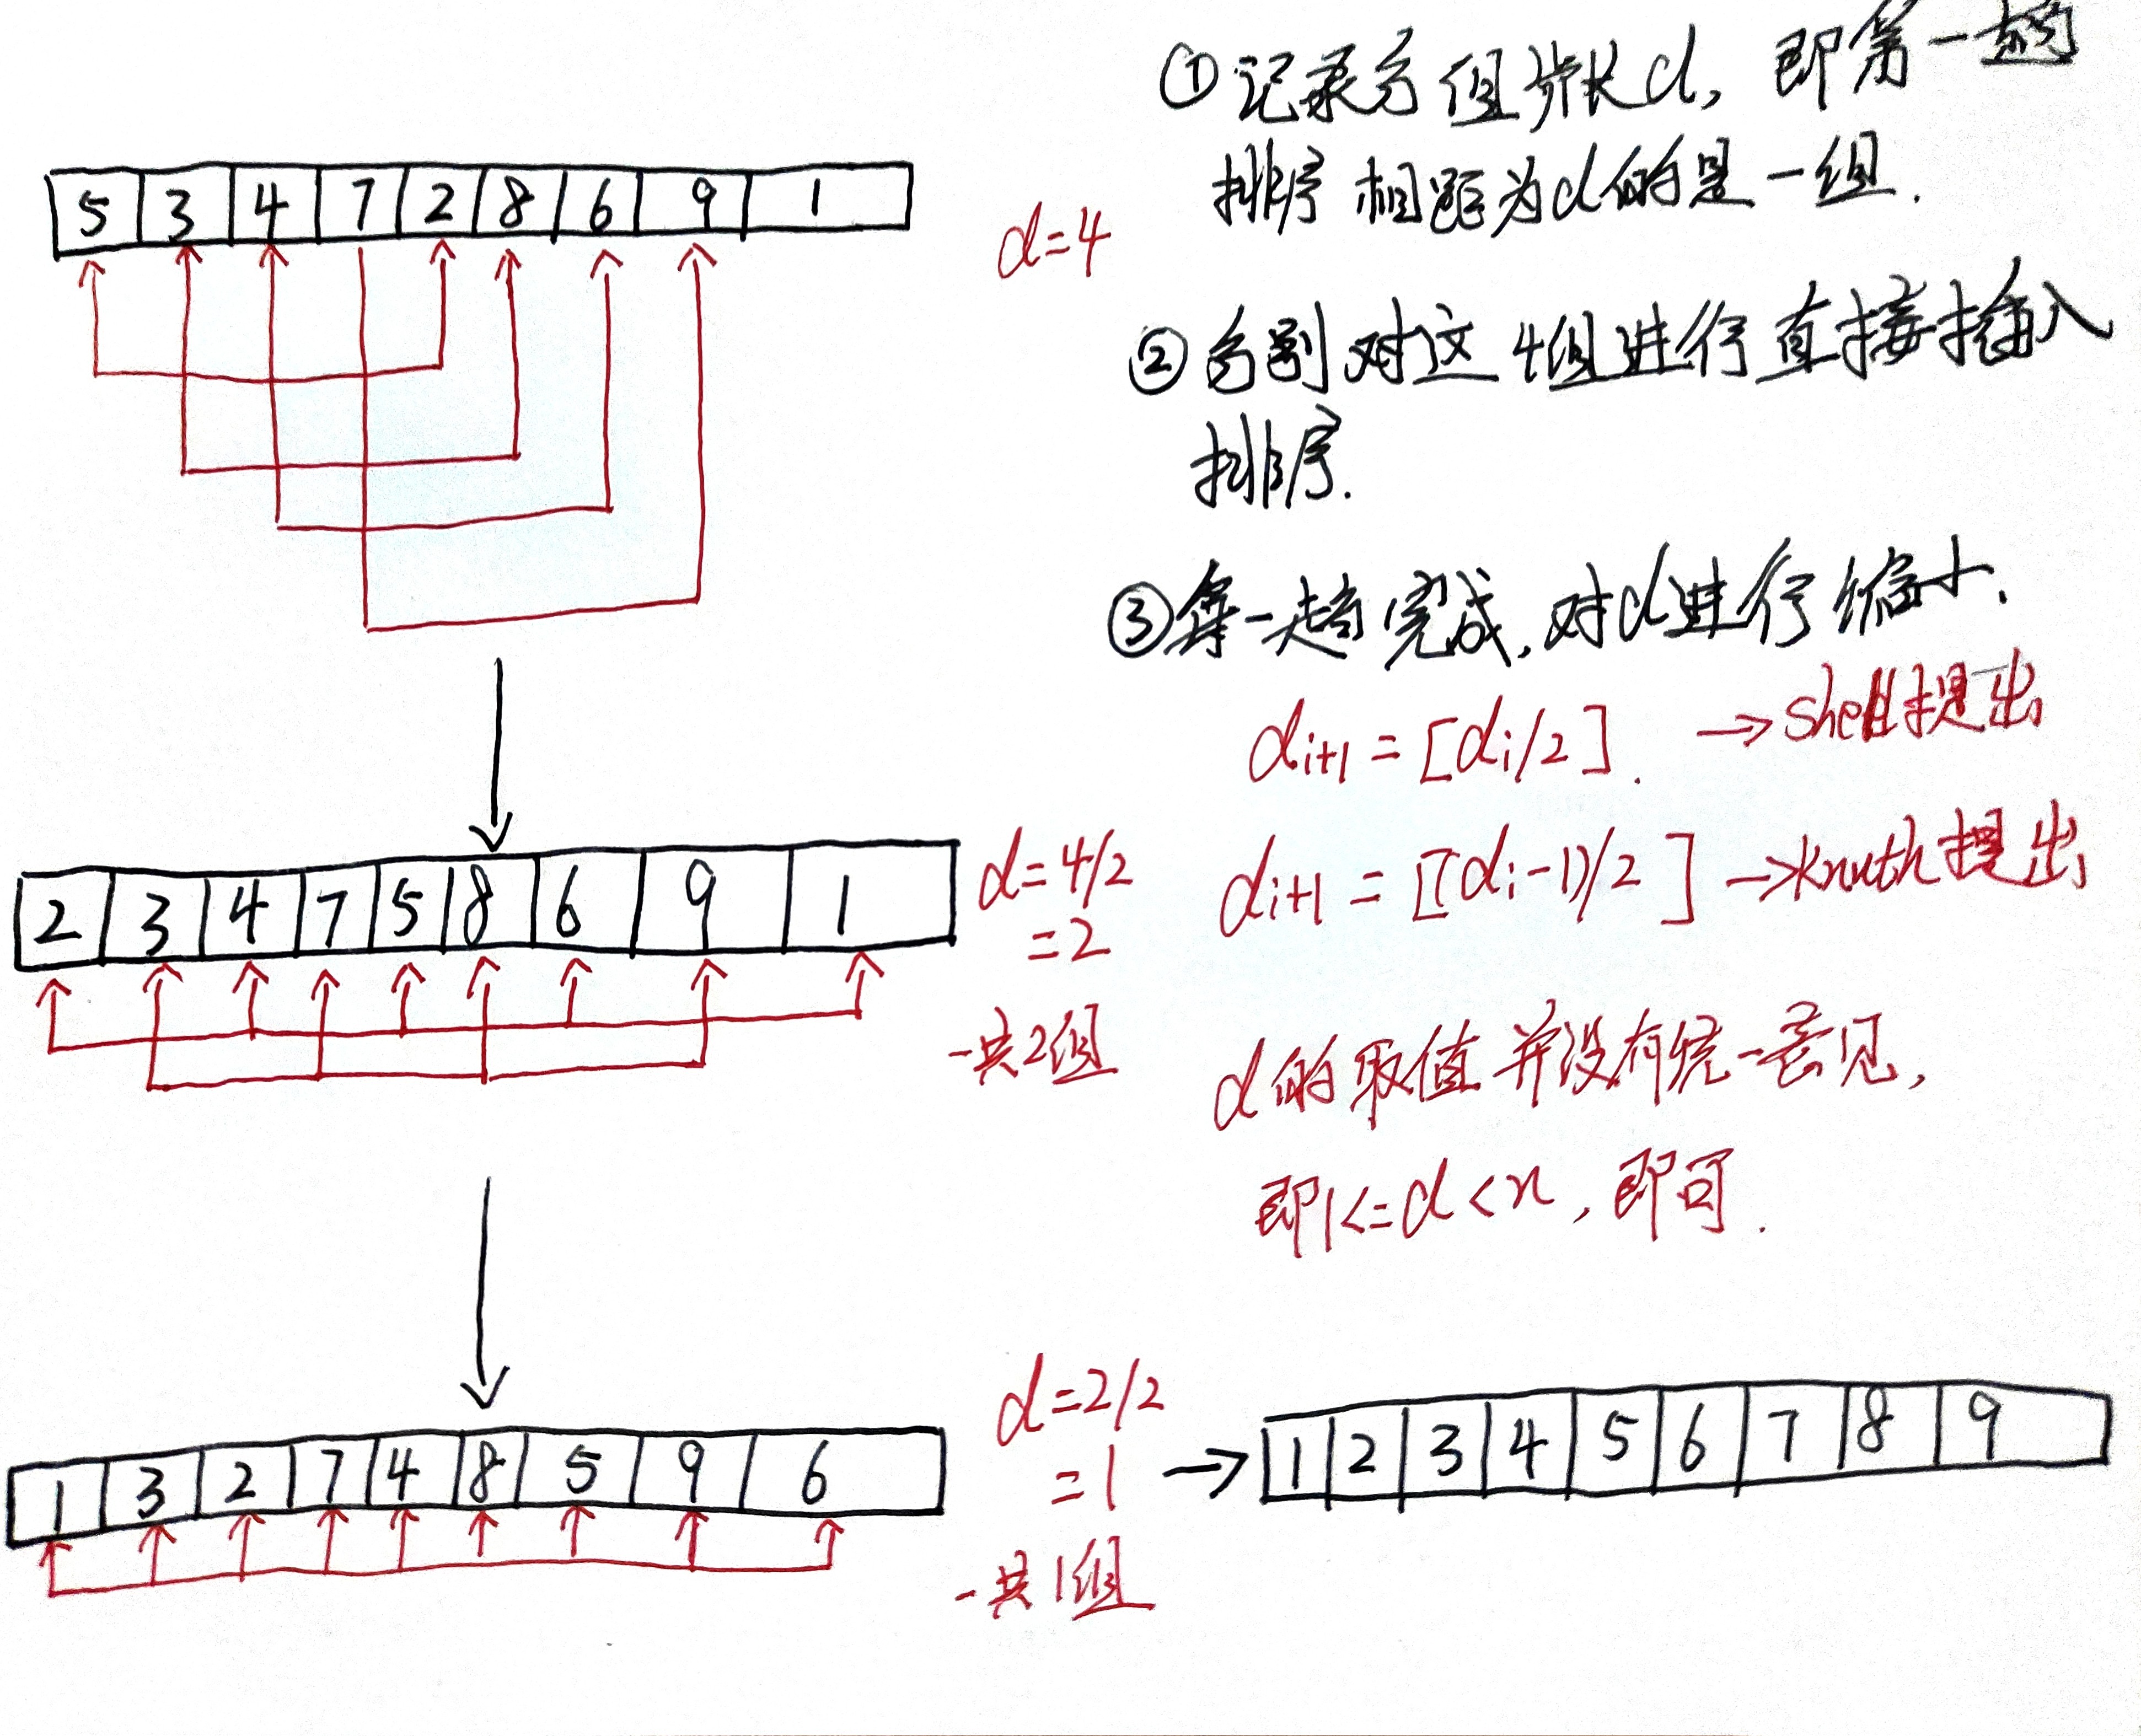 ①记录分组步长d, 即第一趟
排序 相距为d的是一组.
5 3 4 7 2 8 6 9 1
d=4
②分别对这4组进行直接插入
排序.
③每一趟完成,对d进行缩小.
di+1 = [di/2]. → shell提出
di+1 = [(di-1)/2] → knuth提出
2 3 4 7 5 8 6 9 1
d=4/2
=2
一共2组
d的取值并没有统一意见,
即1<=d<n,即可.
1 3 2 7 4 8 5 9 6
d=2/2
=1
一共1组
→ 1 2 3 4 5 6 7 8 9